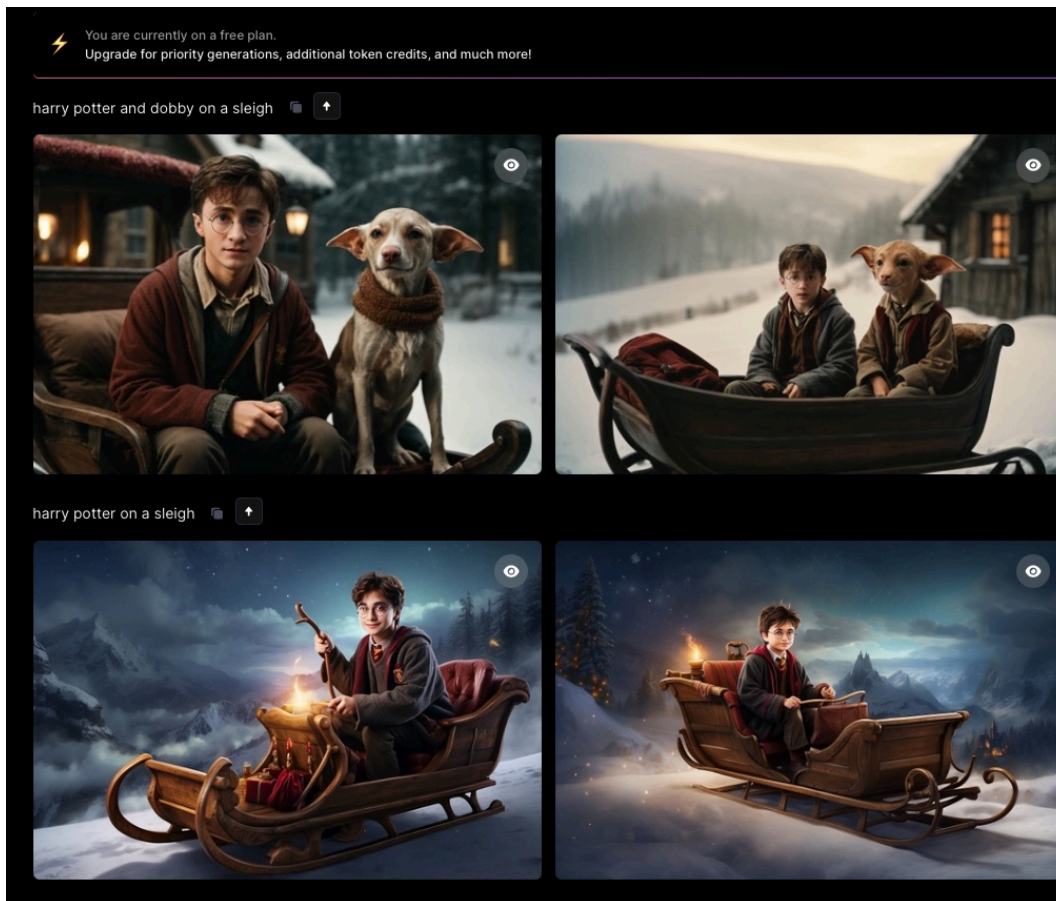 You are currently on a free plan.
Upgrade for priority generations, additional token credits, and much more!
harry potter and dobby on a sleigh
harry potter on a sleigh